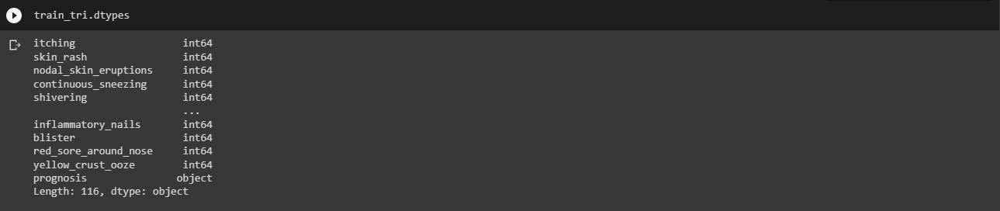 train_tri.dtypes
itching int64
skin_rash int64
nodal_skin_eruptions int64
continuous_sneezing int64
shivering int64
...
inflammatory_nails int64
blister int64
red_sore_around_nose int64
yellow_crust_ooze int64
prognosis object
Length: 116, dtype: object